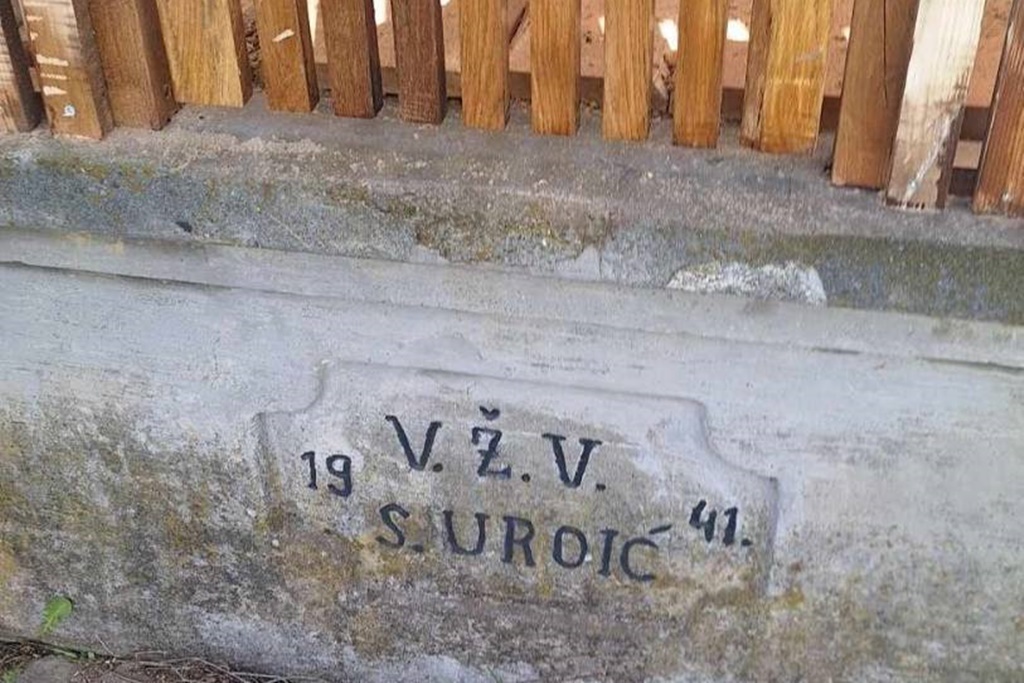 V. Ž. V.
19 41.
S. UROIĆ